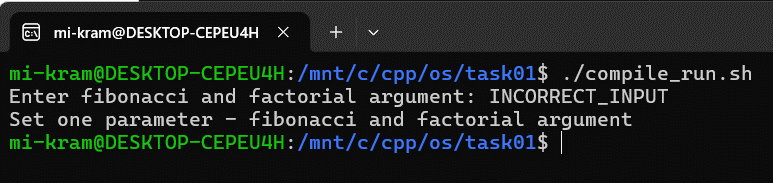 mi-kram@DESKTOP-CEPEU4H
mi-kram@DESKTOP-CEPEU4H:/mnt/c/cpp/os/task01$ ./compile_run.sh
Enter fibonacci and factorial argument: INCORRECT_INPUT
Set one parameter - fibonacci and factorial argument
mi-kram@DESKTOP-CEPEU4H:/mnt/c/cpp/os/task01$